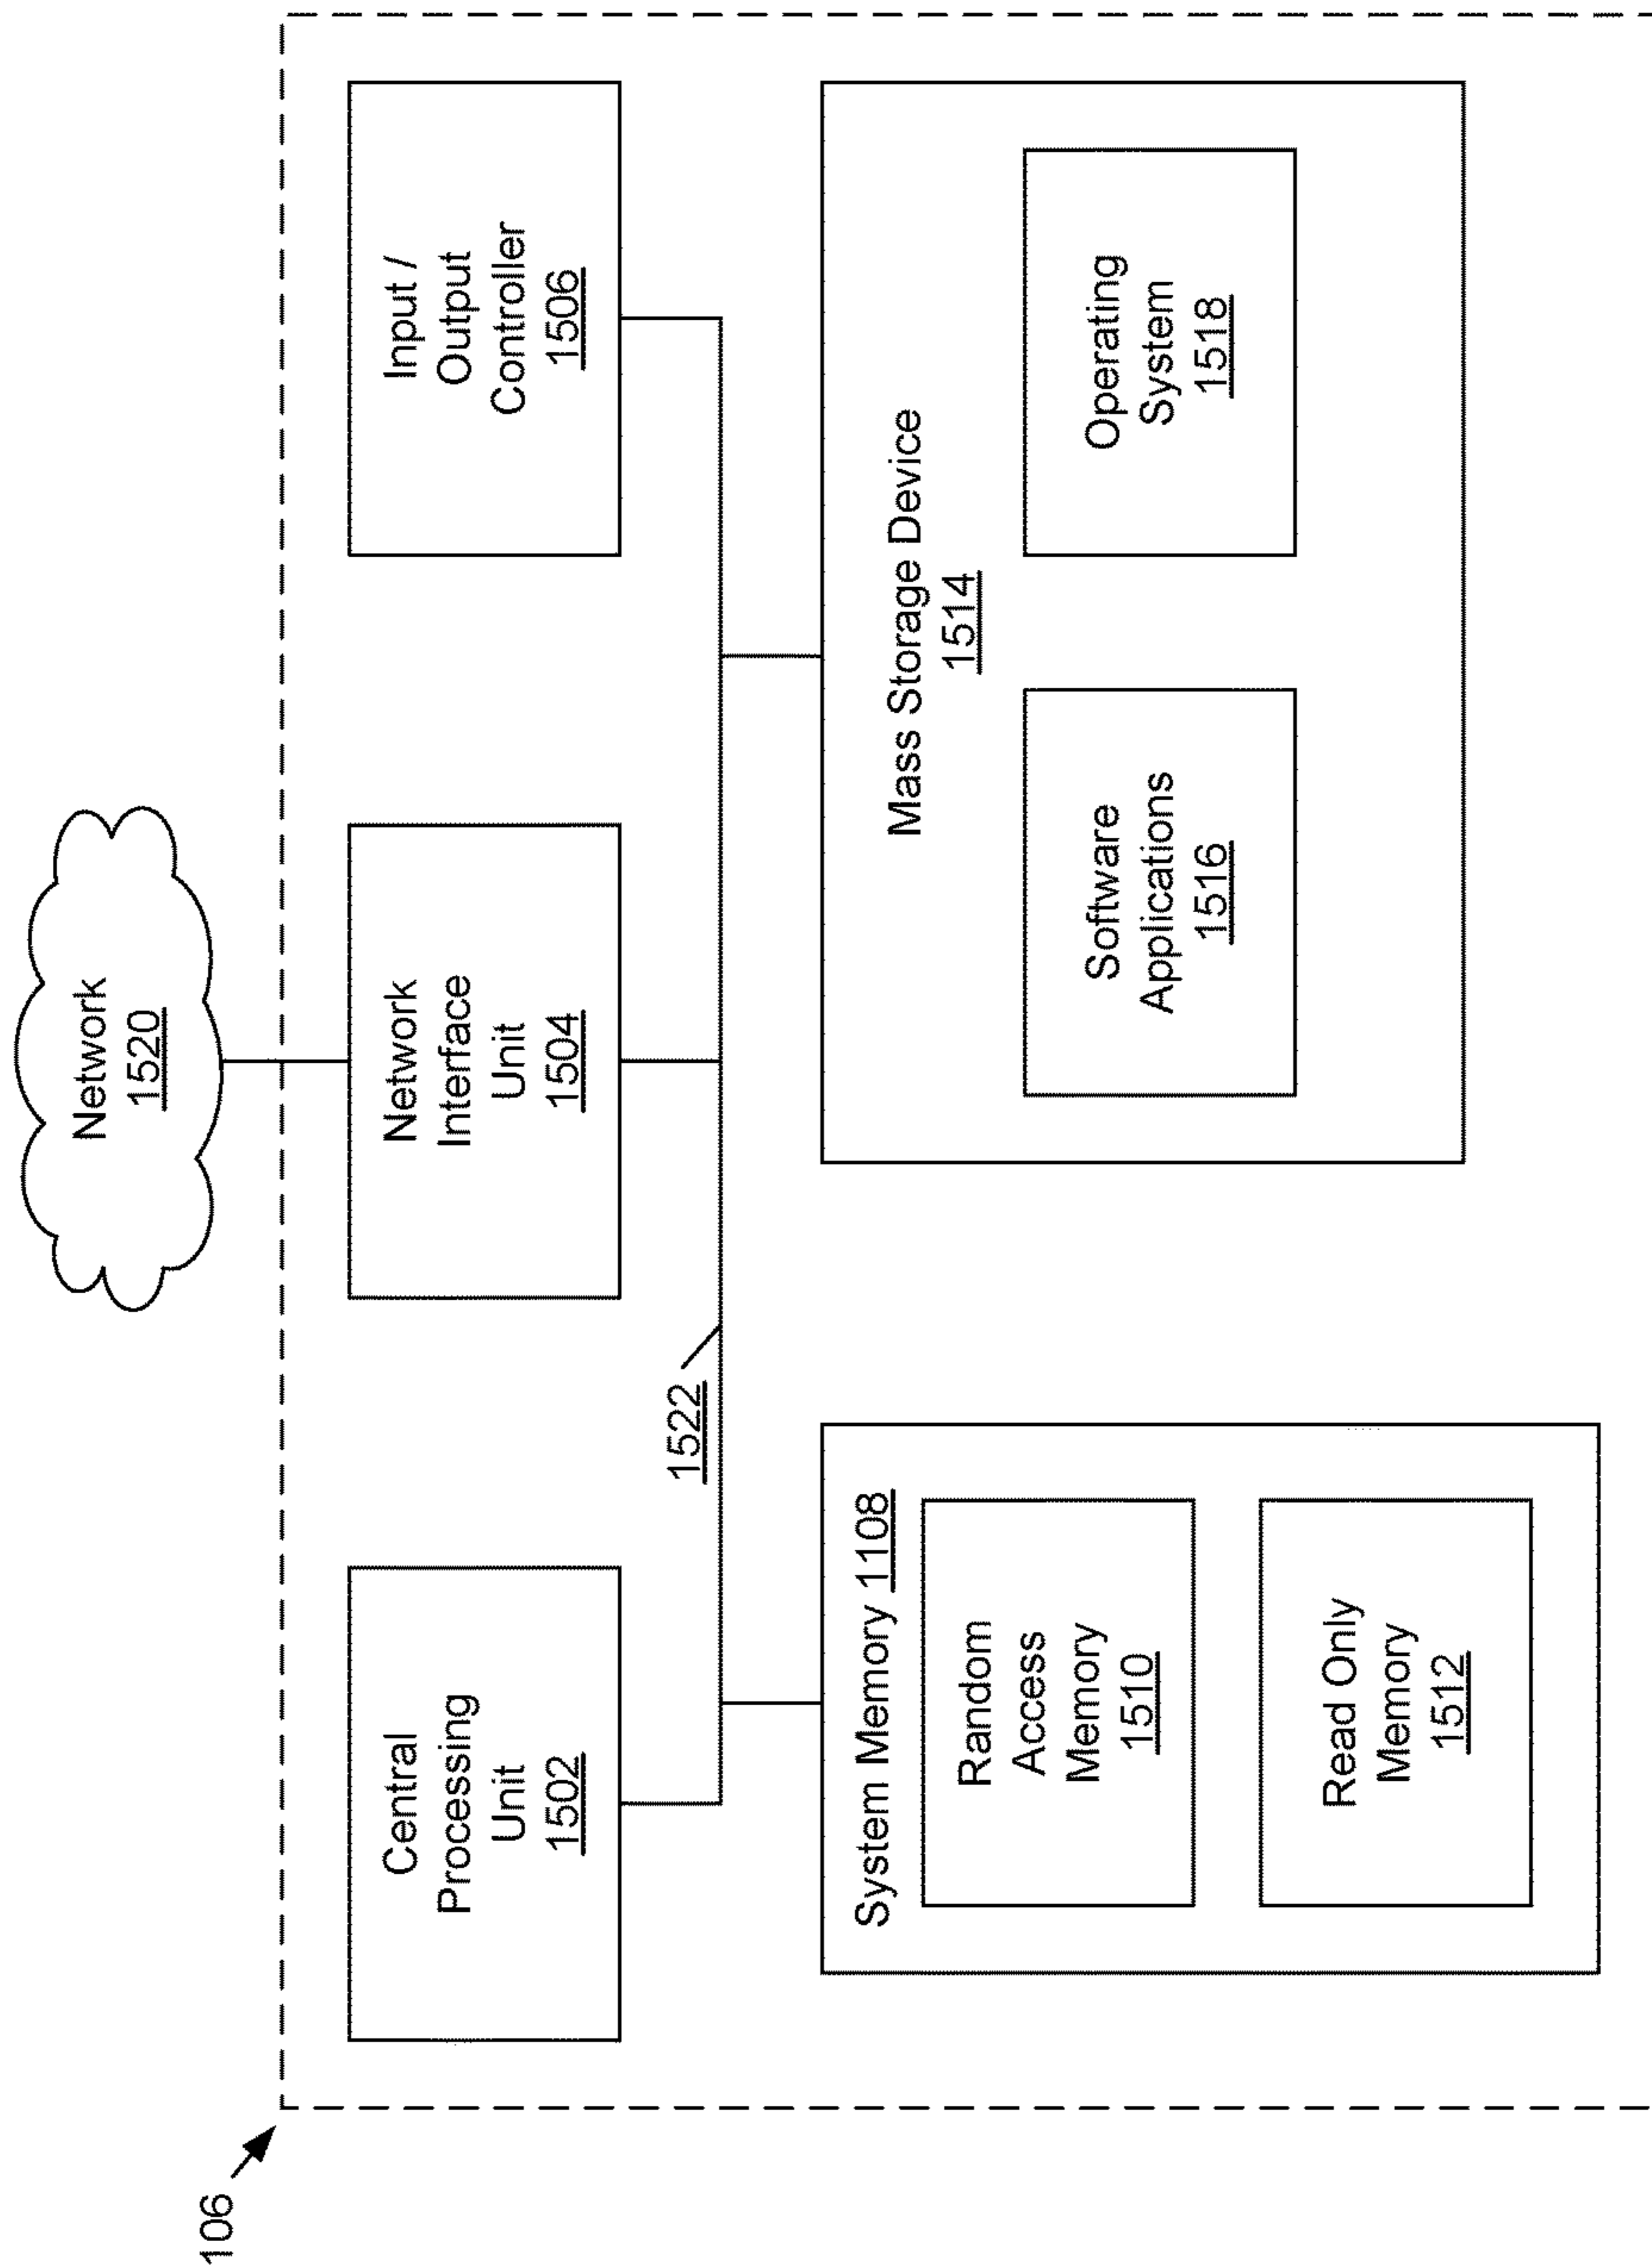 106
Network
1520
Central
Processing
Unit
1502
Network
Interface
Unit
1504
Input /
Output
Controller
1506
1522
System Memory 1108
Random
Access
Memory
1510
Read Only
Memory
1512
Mass Storage Device
1514
Software
Applications
1516
Operating
System
1518